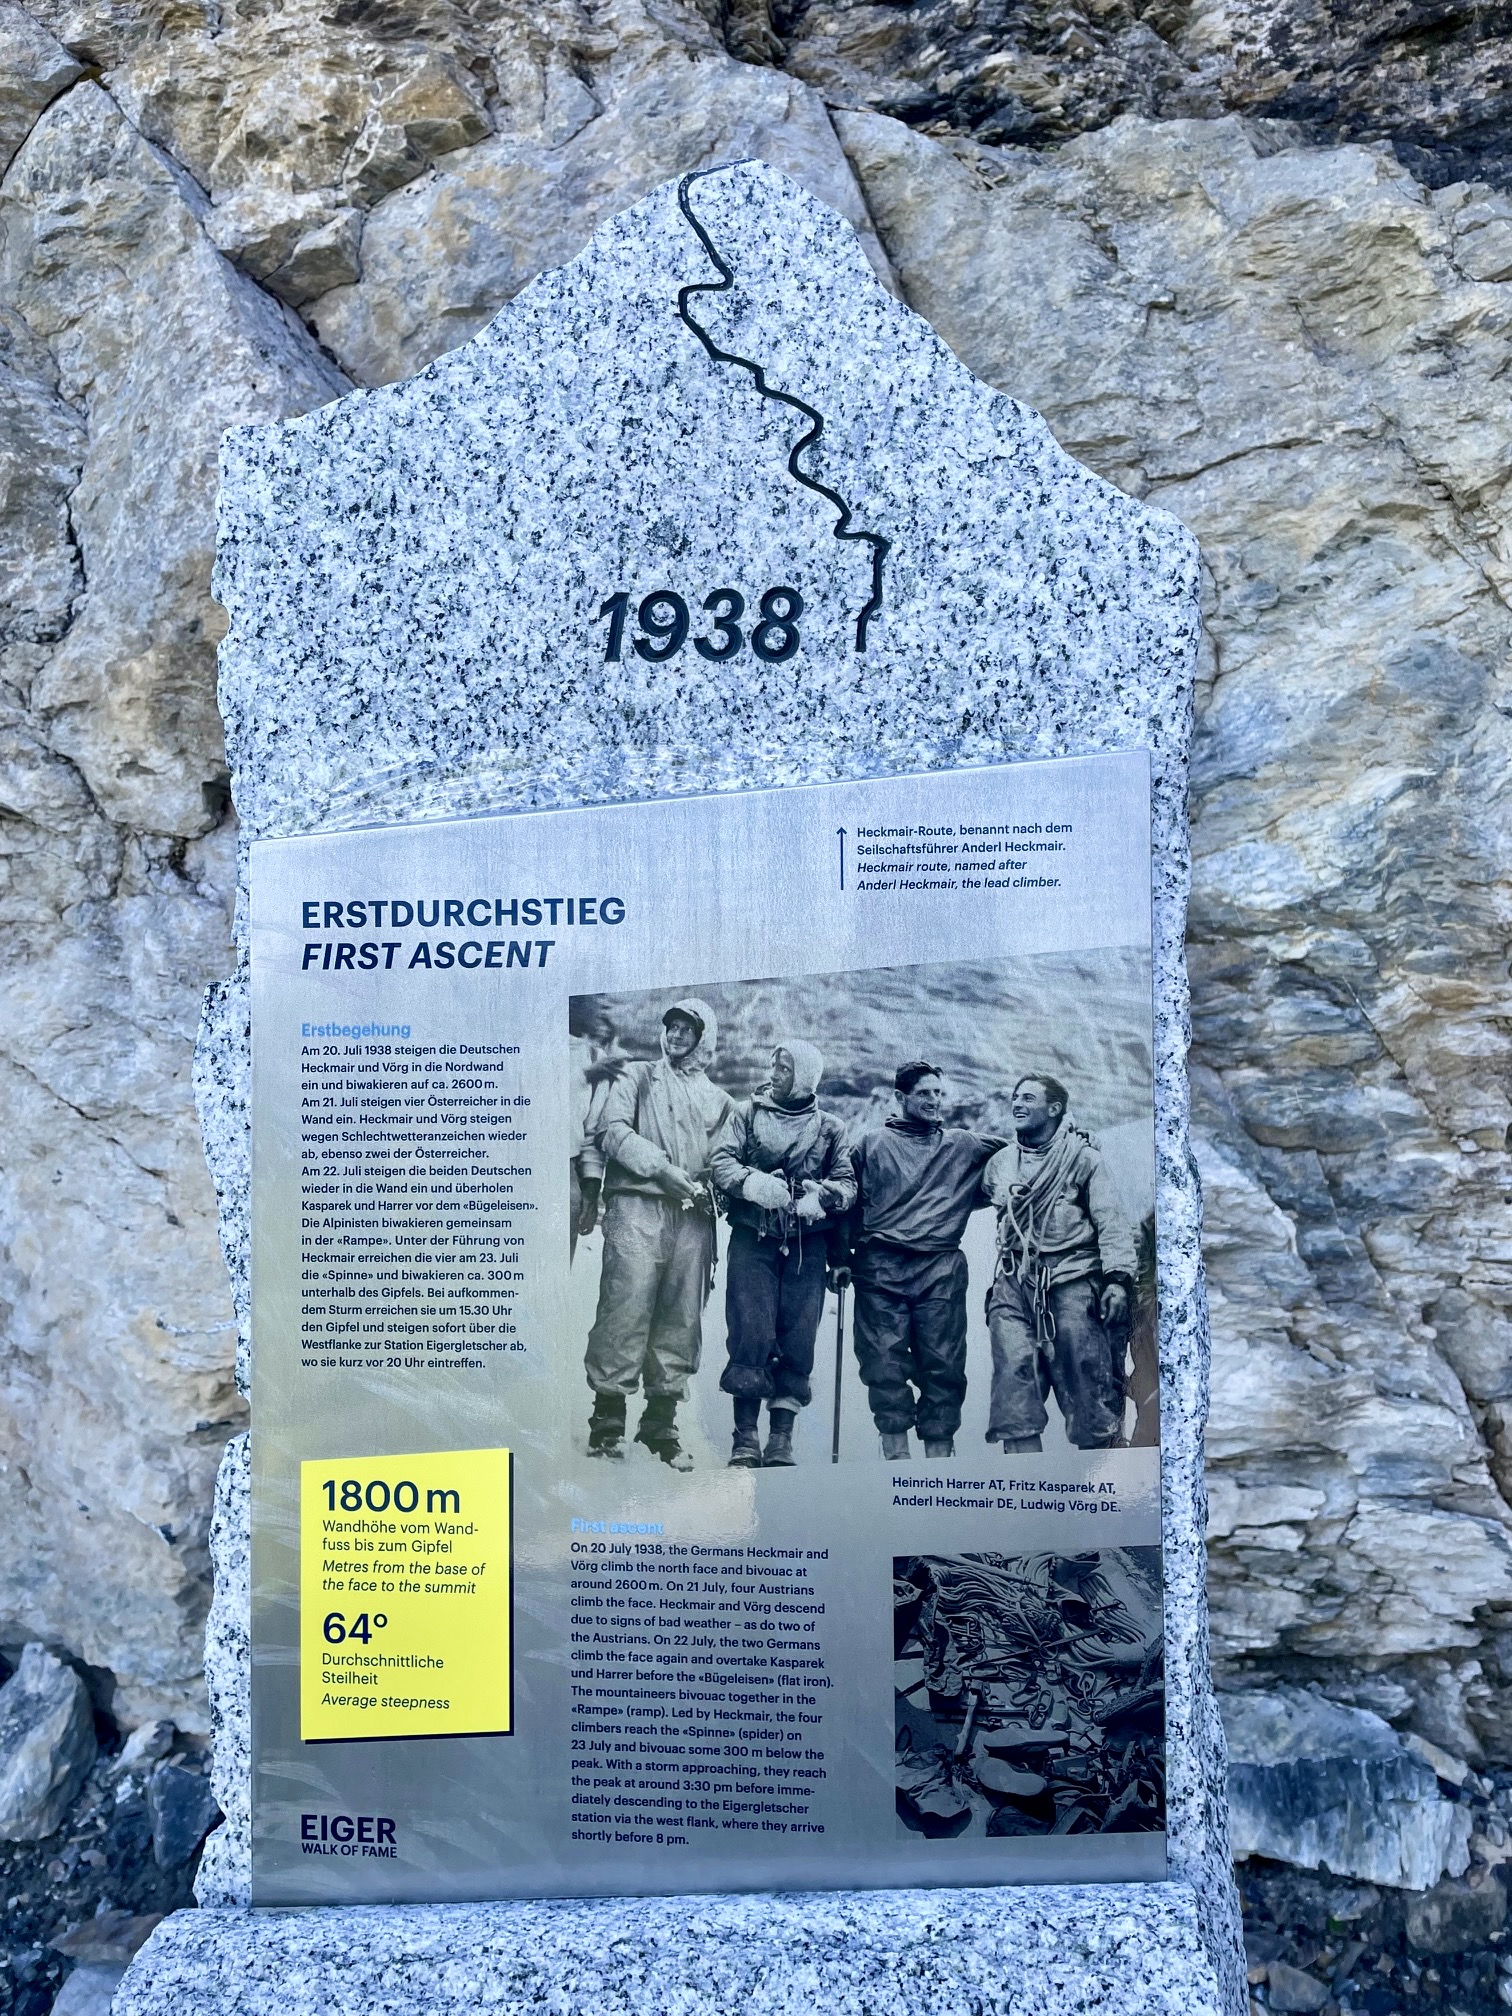 1938
Heckmair-Route, benannt nach dem
Seilschaftsführer Anderl Heckmair.
Heckmair route, named after
Anderl Heckmair, the lead climber.
ERSTDURCHSTIEG
FIRST ASCENT
Erstbegehung
Am 20. Juli 1938 steigen die Deutschen
Heckmair und Vörg in die Nordwand
ein und biwakieren auf ca. 2600 m.
Am 21. Juli steigen vier Österreicher in die
Wand ein. Heckmair und Vörg steigen
wegen Schlechtwetteranzeichen wieder
ab, ebenso zwei der Österreicher.
Am 22. Juli steigen die beiden Deutschen
wieder in die Wand ein und überholen
Kasparek und Harrer vor dem «Bügeleisen».
Die Alpinisten biwakieren gemeinsam
in der «Rampe». Unter der Führung von
Heckmair erreichen die vier am 23. Juli
die «Spinne» und biwakieren ca. 300 m
unterhalb des Gipfels. Bei aufkommen-
dem Sturm erreichen sie um 15.30 Uhr
den Gipfel und steigen sofort über die
Westflanke zur Station Eigergletscher ab,
wo sie kurz vor 20 Uhr eintreffen.
1800 m
Wandhöhe vom Wand-
fuss bis zum Gipfel
Metres from the base of
the face to the summit
64°
Durchschnittliche
Steilheit
Average steepness
EIGER
WALK OF FAME
Heinrich Harrer AT, Fritz Kasparek AT,
Anderl Heckmair DE, Ludwig Vörg DE.
First ascent
On 20 July 1938, the Germans Heckmair and
Vörg climb the north face and bivouac at
around 2600 m. On 21 July, four Austrians
climb the face. Heckmair and Vörg descend
due to signs of bad weather – as do two of
the Austrians. On 22 July, the two Germans
climb the face again and overtake Kasparek
und Harrer before the «Bügeleisen» (flat iron).
The mountaineers bivouac together in the
«Rampe» (ramp). Led by Heckmair, the four
climbers reach the «Spinne» (spider) on
23 July and bivouac some 300 m below the
peak. With a storm approaching, they reach
the peak at around 3:30 pm before imme-
diately descending to the Eigergletscher
station via the west flank, where they arrive
shortly before 8 pm.